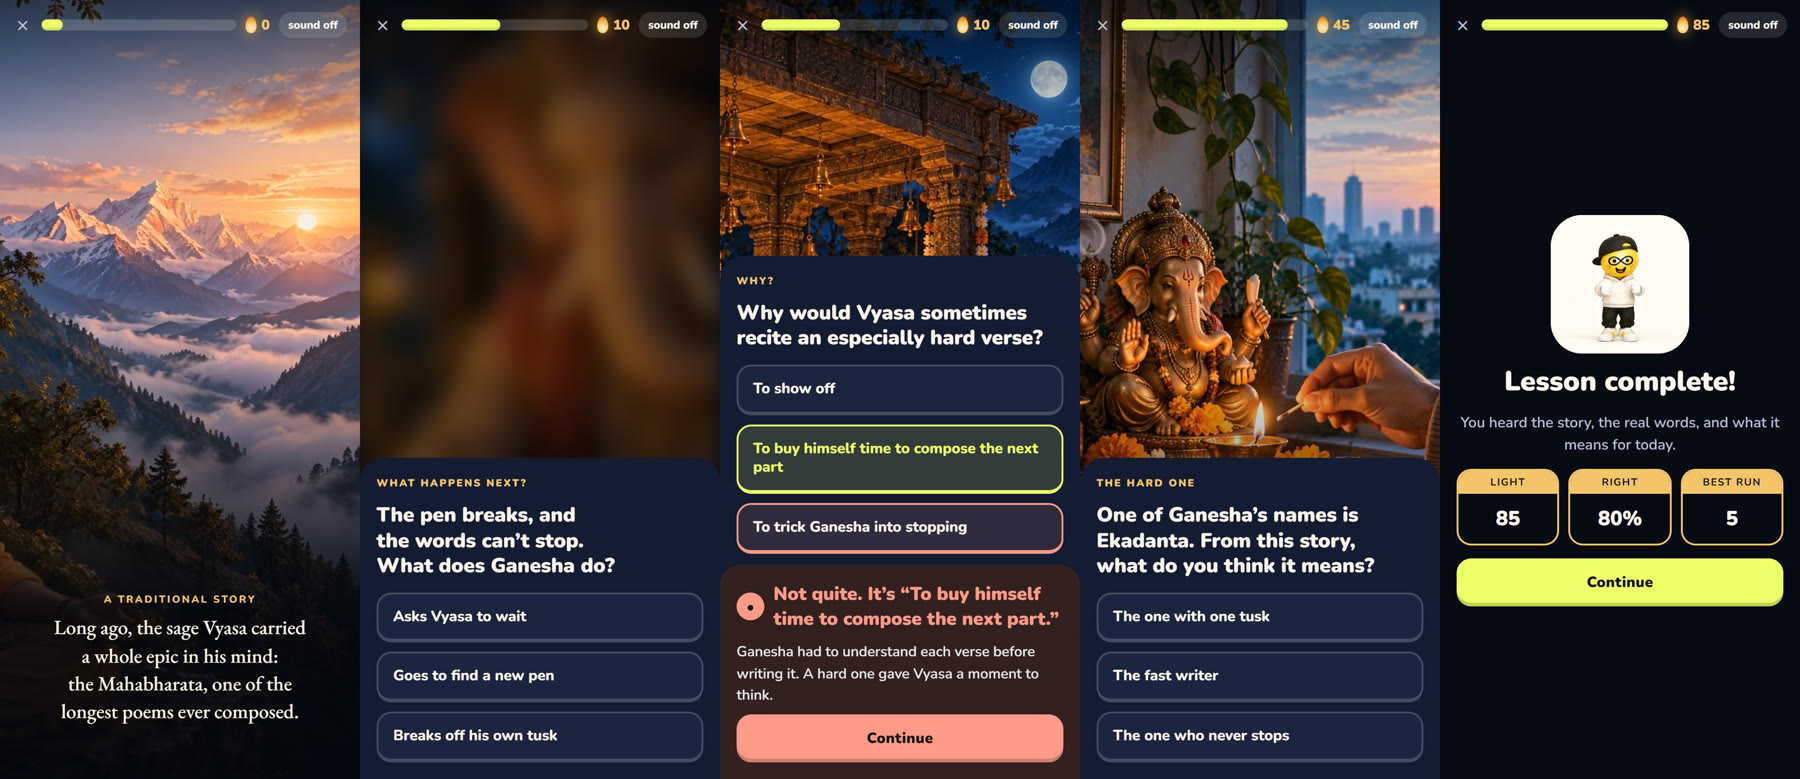 × 0 sound off
A TRADITIONAL STORY
Long ago, the sage Vyasa carried
a whole epic in his mind:
the Mahabharata, one of the
longest poems ever composed.
× 10 sound off
WHAT HAPPENS NEXT?
The pen breaks, and
the words can’t stop.
What does Ganesha do?
Asks Vyasa to wait
Goes to find a new pen
Breaks off his own tusk
× 10 sound off
WHY?
Why would Vyasa sometimes
recite an especially hard verse?
To show off
To buy himself time to compose the next
part
To trick Ganesha into stopping
Not quite. It’s “To buy himself
time to compose the next part.”
Ganesha had to understand each verse before
writing it. A hard one gave Vyasa a moment to
think.
Continue
× 45 sound off
THE HARD ONE
One of Ganesha’s names is
Ekadanta. From this story,
what do you think it means?
The one with one tusk
The fast writer
The one who never stops
× 85 sound off
Lesson complete!
You heard the story, the real words, and what it
means for today.
LIGHT RIGHT BEST RUN
85 80% 5
Continue